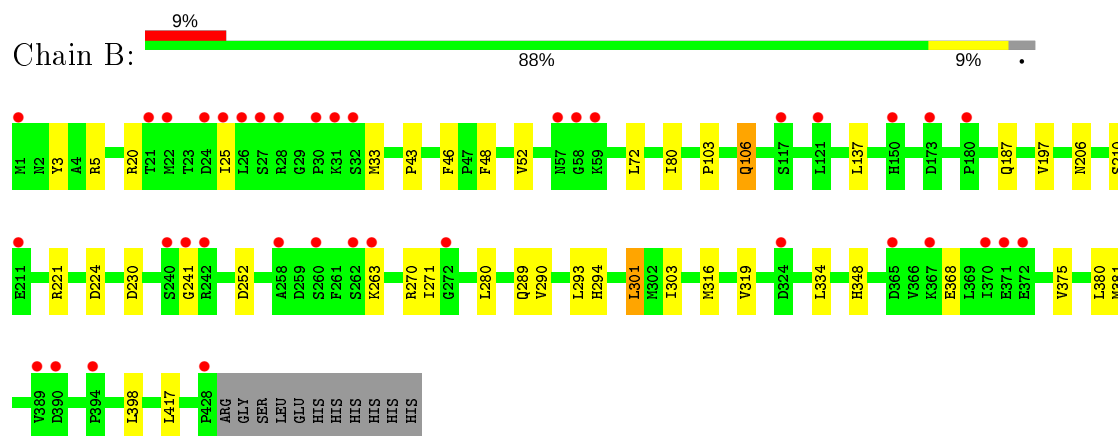 9%
Chain B:
88% 9% •
M1 N2 Y3 A4 R5 R20 T21 M22 T23 D24 I25 L26 S27 R28 G29 P30 K31 S32 M33 P43 F46 P47 F48 V52 N57 G58 K59 L72 I80 P103 Q106 S117 L121 L137 H150 D173 P180 Q187 V197 N206 S210
E211 R221 D224 D230 S240 G241 R242 D252 A258 D259 S260 F261 S262 K263 R270 I271 G272 L280 Q289 V290 L293 H294 L301 M302 I303 M316 V319 D324 L334 H348 D365 V366 K367 E368 L369 I370 E371 E372 V375 L380 M381
V389 D390 P394 L398 L417 P428 ARG GLY SER LEU GLU HIS HIS HIS HIS HIS HIS